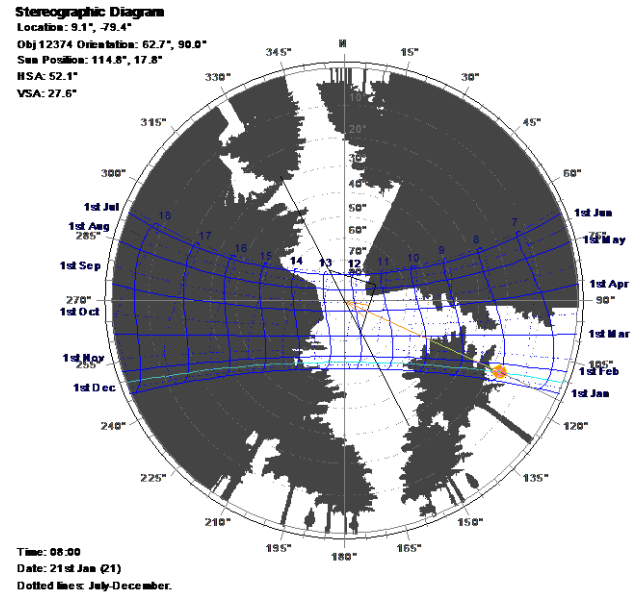 Stereographic Diagram
Location: 9.1°, -79.4°
Obj 12374 Orientation: 62.7°, 90.0°
Sun Position: 114.8°, 17.8°
HSA: 52.1°
VSA: 27.6°
N
345°
15°
330°
30°
315°
45°
300°
60°
285°
75°
270°
90°
255°
105°
240°
120°
225°
135°
210°
150°
195°
165°
180°
10°
20°
30°
40°
50°
60°
70°
80°
1st Jul
1st Aug
1st Sep
1st Oct
1st Nov
1st Dec
1st Jun
1st May
1st Apr
1st Mar
1st Feb
1st Jan
18
17
16
15
14
13
12
11
10
9
8
7
Time: 08:00
Date: 21st Jan (21)
Dotted lines: July-December.